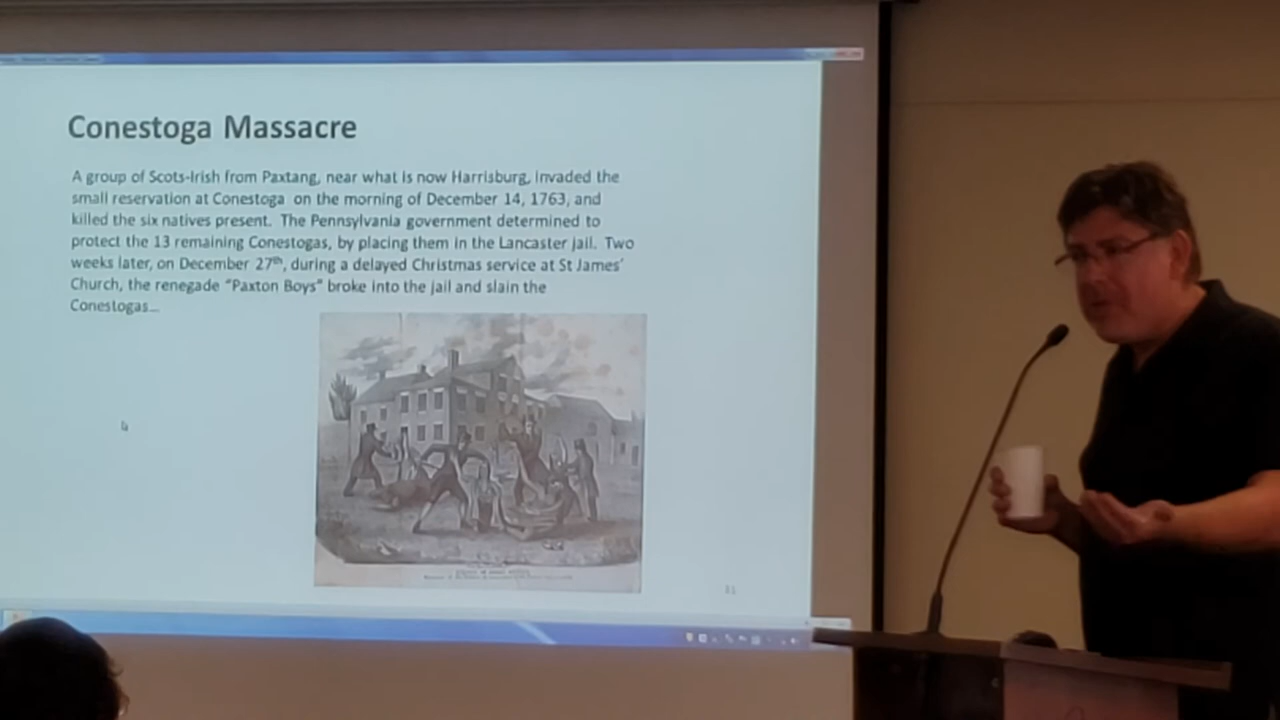 Conestoga Massacre
A group of Scots-Irish from Paxtang, near what is now Harrisburg, invaded the
small reservation at Conestoga on the morning of December 14, 1763, and
killed the six natives present. The Pennsylvania government determined to
protect the 13 remaining Conestogas, by placing them in the Lancaster jail. Two
weeks later, on December 27th, during a delayed Christmas service at St James'
Church, the renegade "Paxton Boys" broke into the jail and slain the
Conestogas...